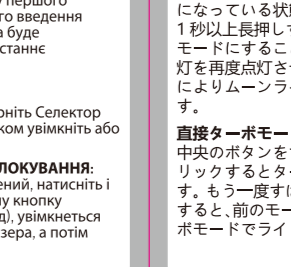 першого
го введення
а буде
станнє
рніть Селектор
ком увімкніть або
ЛОКУВАННЯ:
ений, натисніть і
у кнопку
д), увімкнеться
зера, а потім
になっている状
1 秒以上長押しす
モードにするこ
灯を再度点灯さ
によりムーンラ
す。
直接ターボモー
中央のボタンを
リックするとタ
す。もう一度す
すると、前のモー
ボモードでライ